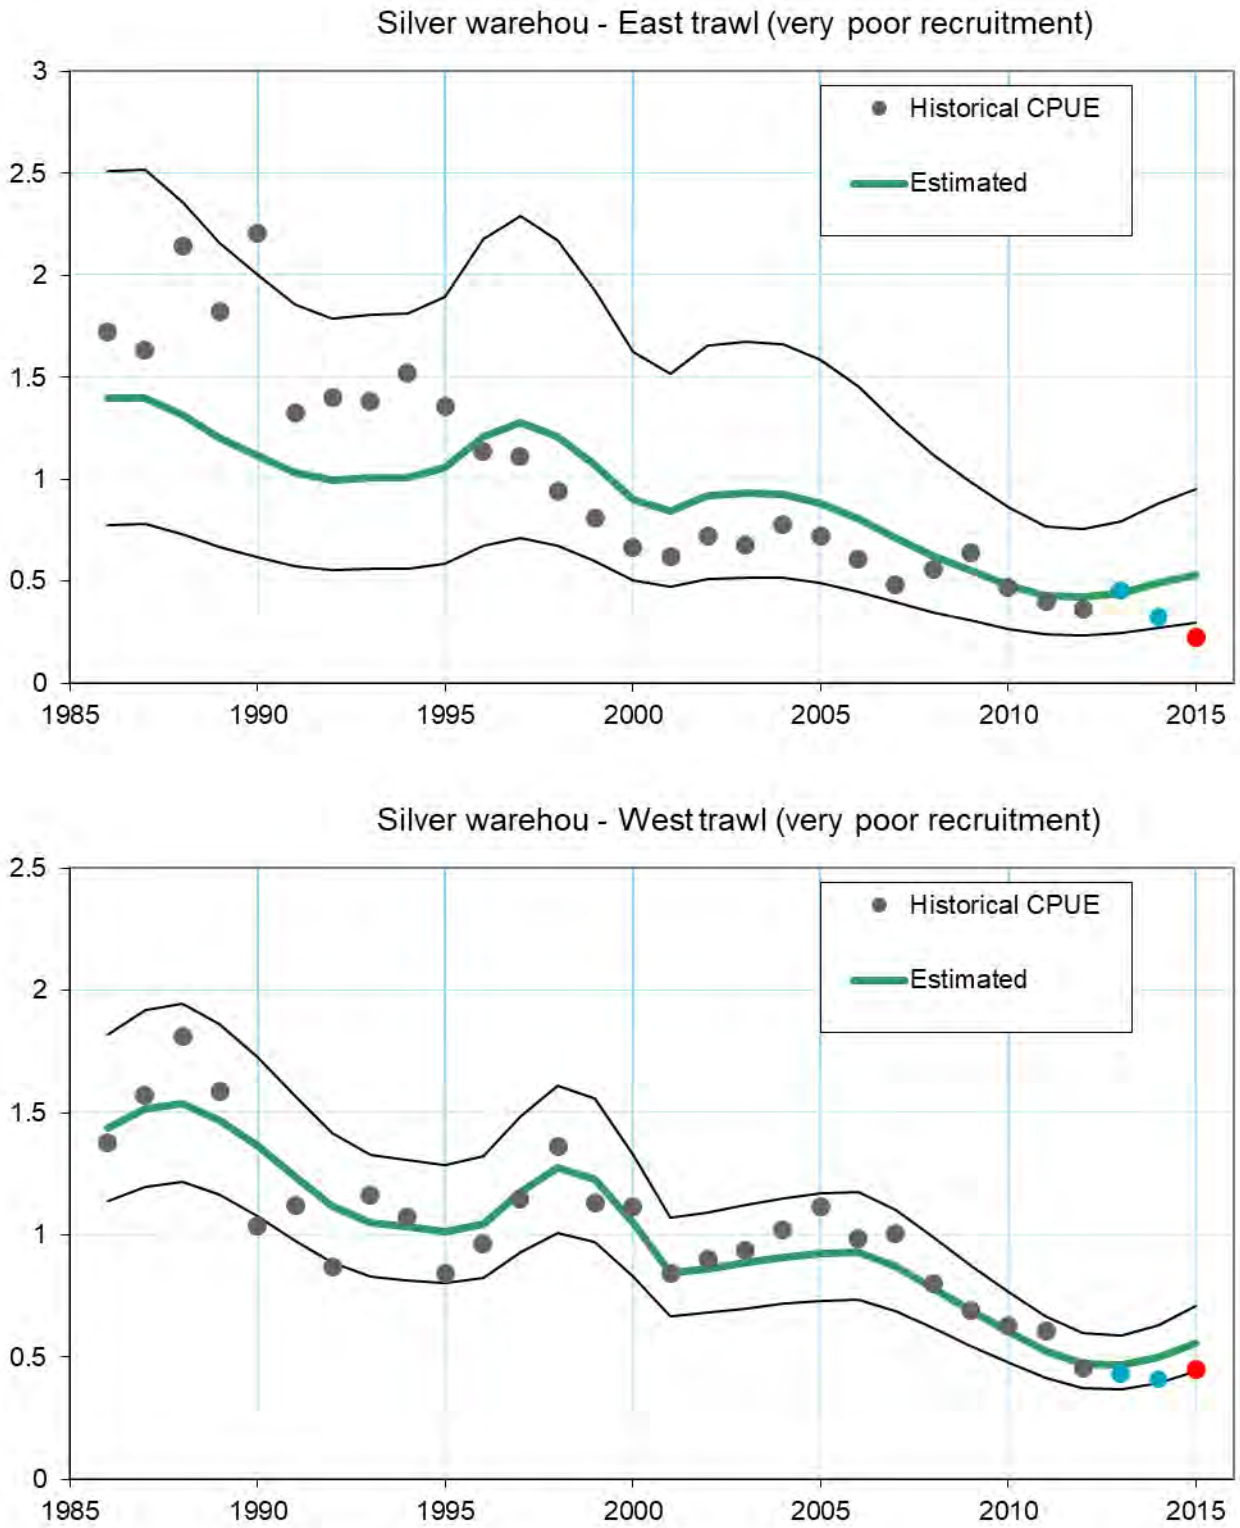 Silver warehou - East trawl (very poor recruitment)
3
Historical CPUE
2.5
Estimated
2
1.5
1
0.5
0
1985 1990 1995 2000 2005 2010 2015
Silver warehou - West trawl (very poor recruitment)
2.5
Historical CPUE
Estimated
2
1.5
1
0.5
0
1985 1990 1995 2000 2005 2010 2015